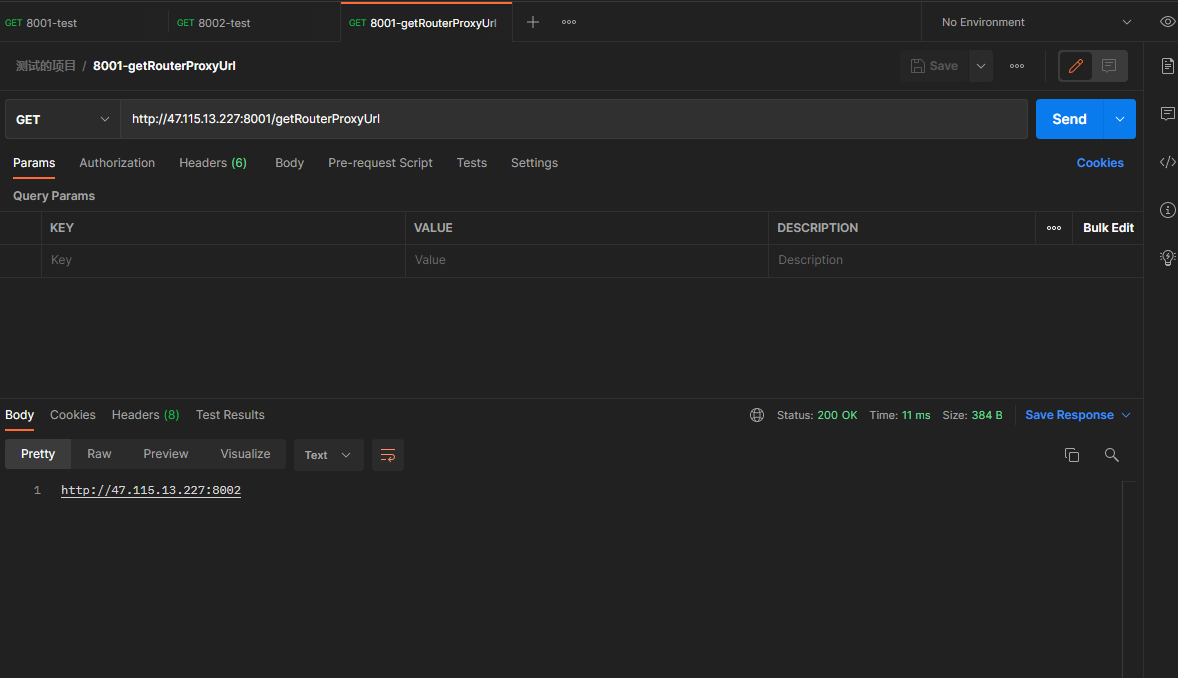 GET 8001-test GET 8002-test GET 8001-getRouterProxyUrl No Environment
测试的项目 / 8001-getRouterProxyUrl Save
GET http://47.115.13.227:8001/getRouterProxyUrl Send
Params Authorization Headers (6) Body Pre-request Script Tests Settings Cookies
Query Params
KEY VALUE DESCRIPTION Bulk Edit
Key Value Description
Body Cookies Headers (8) Test Results Status: 200 OK Time: 11 ms Size: 384 B Save Response
Pretty Raw Preview Visualize Text
1 http://47.115.13.227:8002